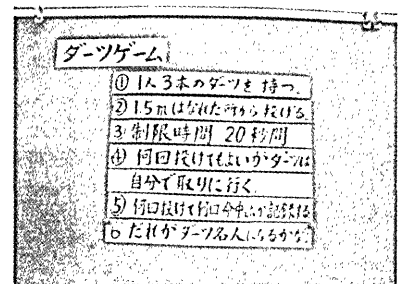 ダーツゲーム
① 1人3本のダーツを持つ。
② 1.5mはなれた所から投げる
3 制限時間 20秒間
④ 何回投げてもよいがダーツは
自分で取りに行く
5) 何回投げて何回命中したか記録する
6 だれがダーツ名人になるかな